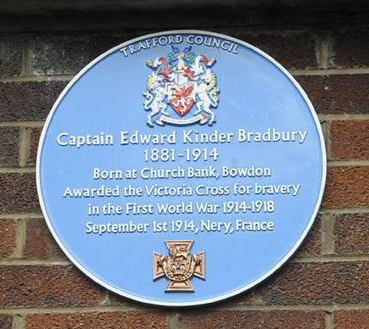 TRAFFORD COUNCIL
Captain Edward Kinder Bradbury
1881-1914
Born at Church Bank, Bowdon
Awarded the Victoria Cross for bravery
in the First World War 1914-1918
September 1st 1914, Nery, France